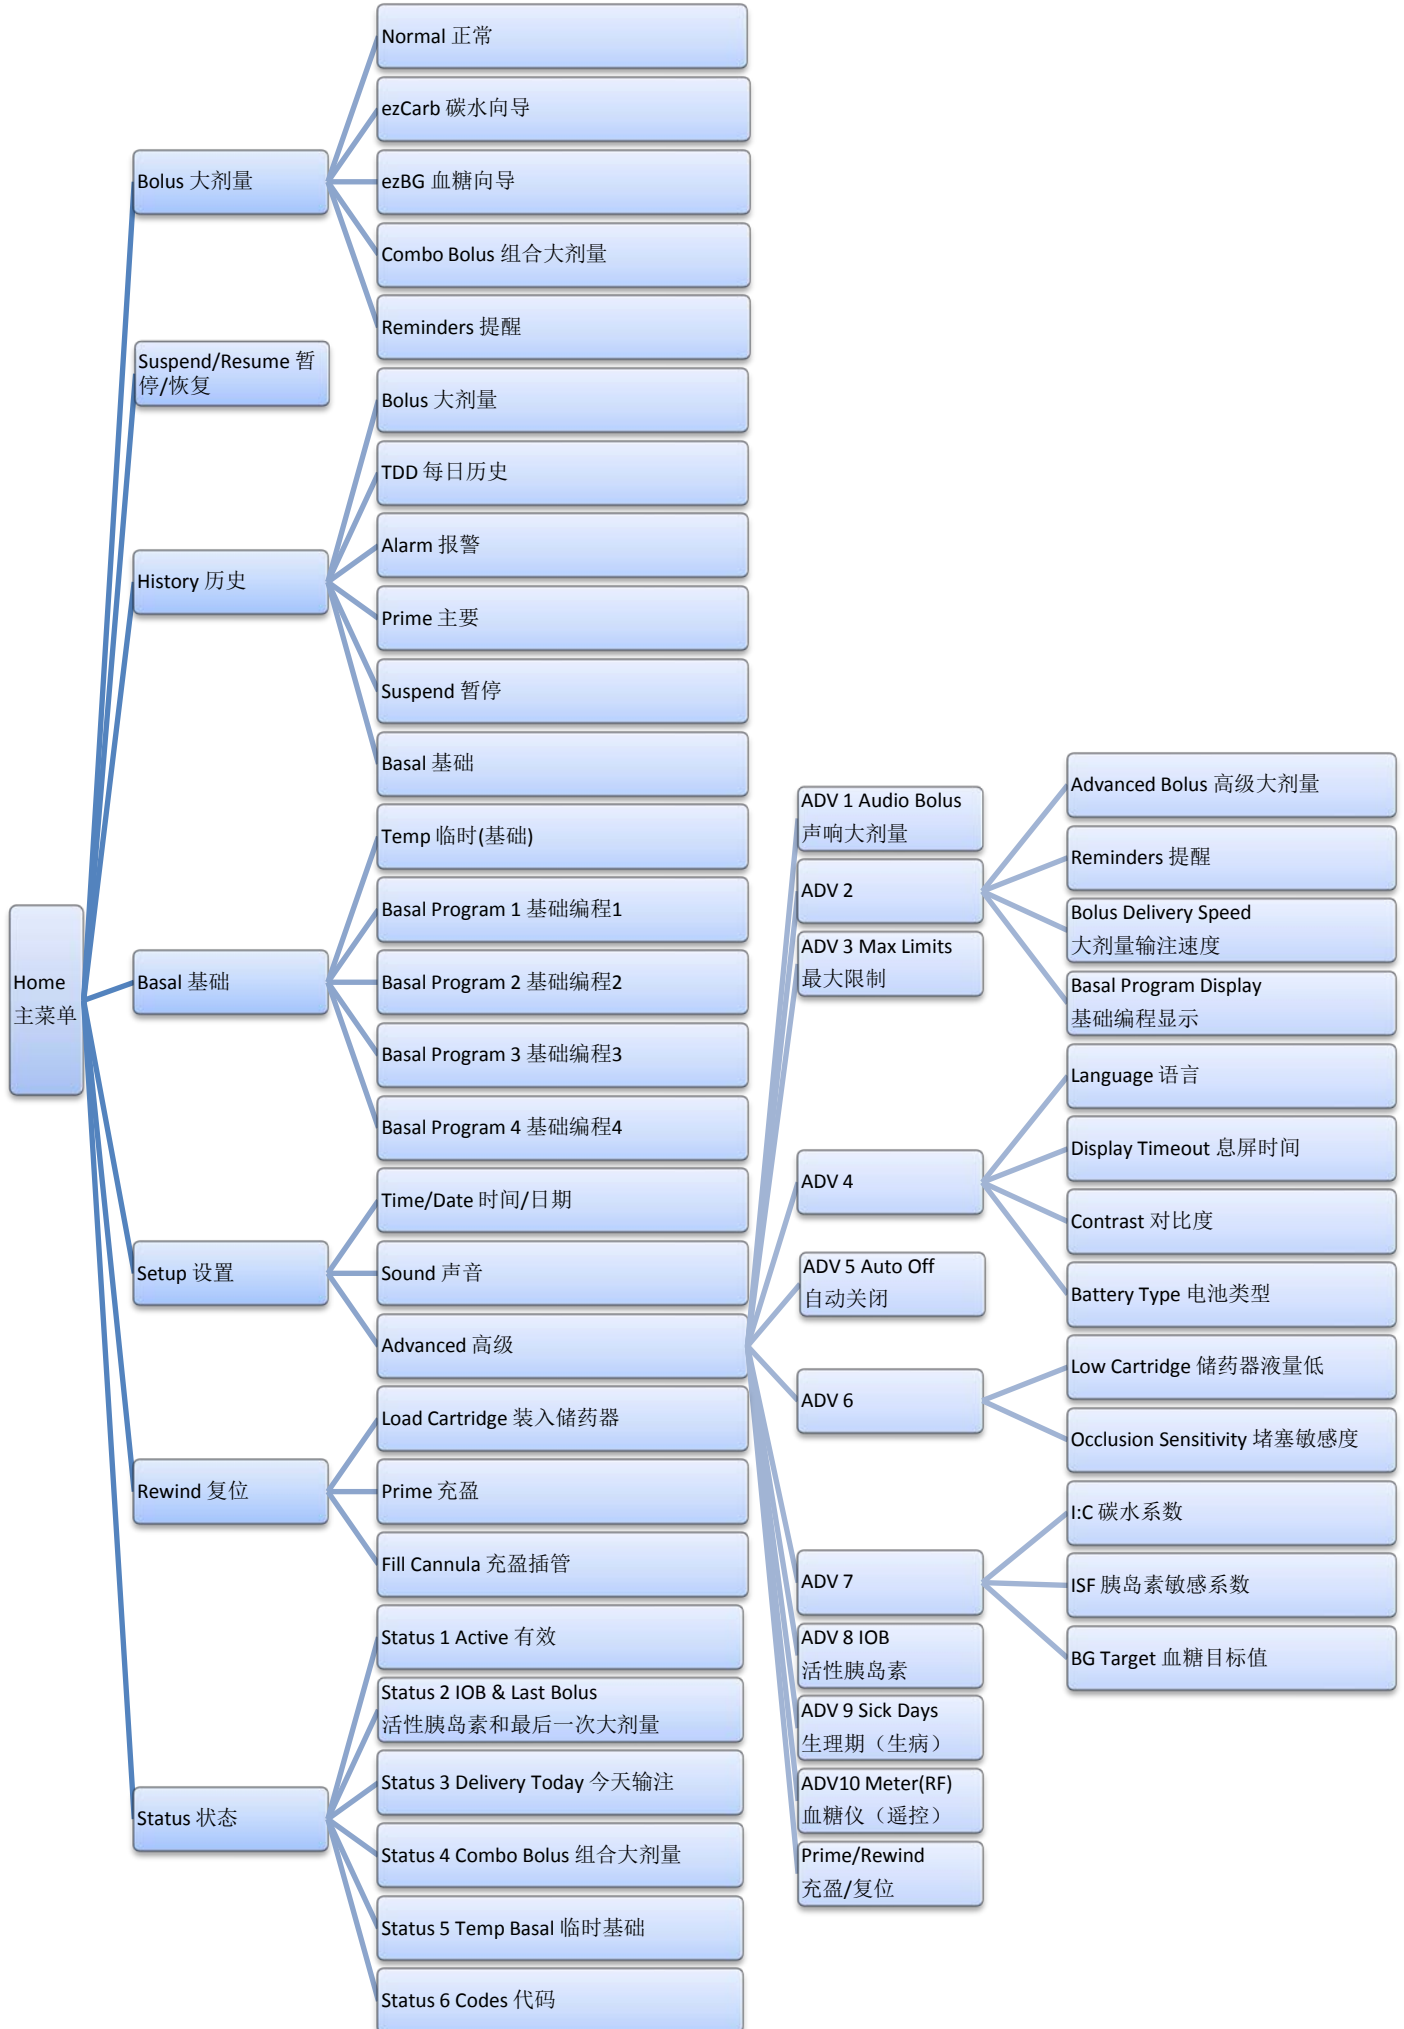 Home
主菜单
Bolus 大剂量
Normal 正常
ezCarb 碳水向导
ezBG 血糖向导
Combo Bolus 组合大剂量
Reminders 提醒
Suspend/Resume 暂
停/恢复
History 历史
Bolus 大剂量
TDD 每日历史
Alarm 报警
Prime 主要
Suspend 暂停
Basal 基础
Basal 基础
Temp 临时(基础)
Basal Program 1 基础编程1
Basal Program 2 基础编程2
Basal Program 3 基础编程3
Basal Program 4 基础编程4
Setup 设置
Time/Date 时间/日期
Sound 声音
Advanced 高级
ADV 1 Audio Bolus
声响大剂量
ADV 2
Advanced Bolus 高级大剂量
Reminders 提醒
Bolus Delivery Speed
大剂量输注速度
Basal Program Display
基础编程显示
ADV 3 Max Limits
最大限制
ADV 4
Language 语言
Display Timeout 息屏时间
Contrast 对比度
Battery Type 电池类型
ADV 5 Auto Off
自动关闭
ADV 6
Low Cartridge 储药器液量低
Occlusion Sensitivity 堵塞敏感度
ADV 7
I:C 碳水系数
ISF 胰岛素敏感系数
BG Target 血糖目标值
ADV 8 IOB
活性胰岛素
ADV 9 Sick Days
生理期（生病）
ADV10 Meter(RF)
血糖仪（遥控）
Prime/Rewind
充盈/复位
Rewind 复位
Load Cartridge 装入储药器
Prime 充盈
Fill Cannula 充盈插管
Status 状态
Status 1 Active 有效
Status 2 IOB & Last Bolus
活性胰岛素和最后一次大剂量
Status 3 Delivery Today 今天输注
Status 4 Combo Bolus 组合大剂量
Status 5 Temp Basal 临时基础
Status 6 Codes 代码